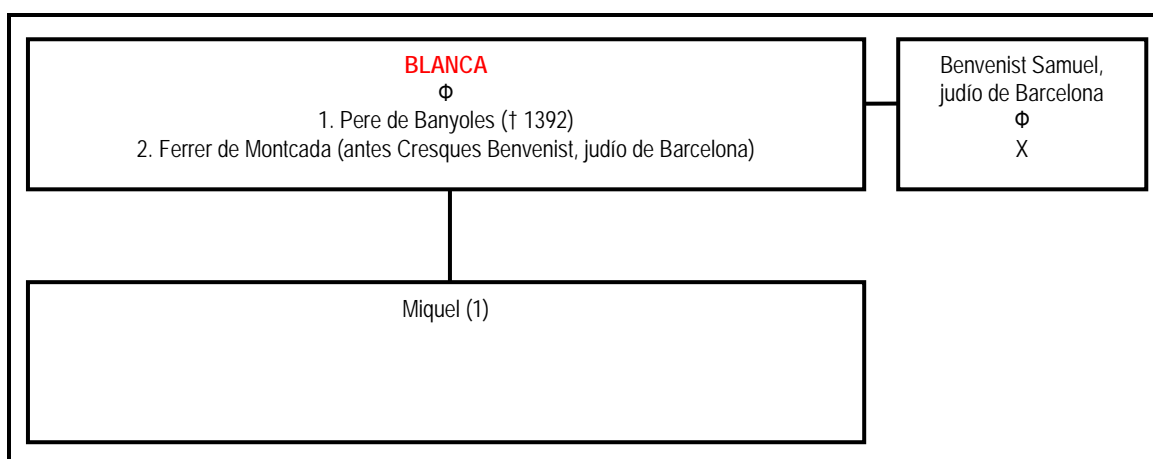 BLANCA
Φ
1. Pere de Banyoles († 1392)
2. Ferrer de Montcada (antes Cresques Benvenist, judío de Barcelona)
Benvenist Samuel,
judío de Barcelona
Φ
X
Miquel (1)